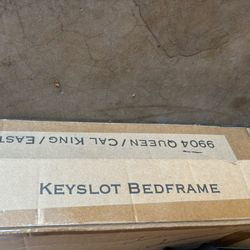 9904 QUEEN / CAL KING / EAST
KEYSLOT BEDFRAME